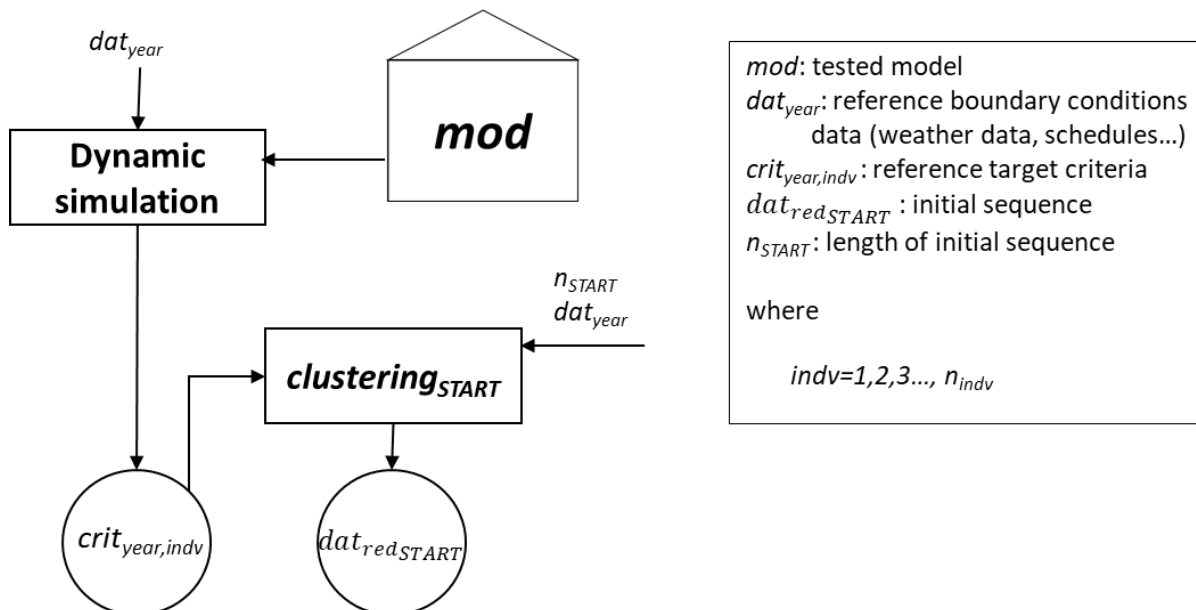 dat_year
mod
Dynamic
simulation
n_START
dat_year
clustering_START
crit_year,indv
dat_red_START
mod: tested model
dat_year: reference boundary conditions
data (weather data, schedules...)
crit_year,indv : reference target criteria
dat_red_START : initial sequence
n_START : length of initial sequence
where
indv=1,2,3..., n_indv